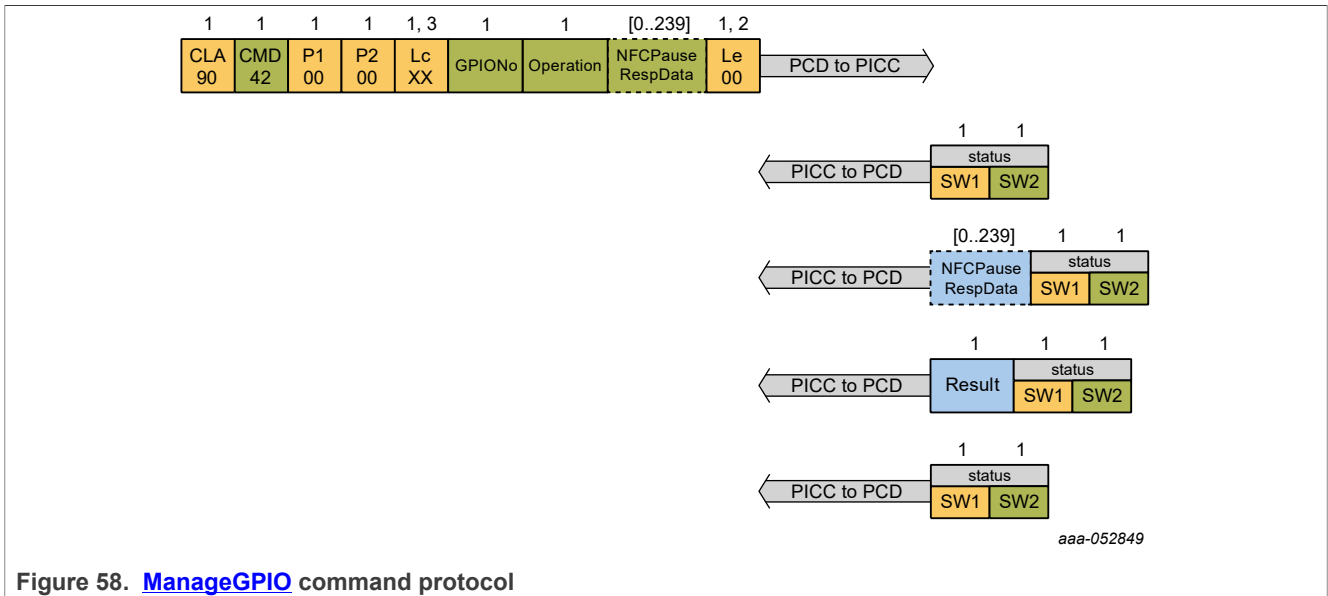 1 1 1 1 1, 3 1 1 [0..239] 1, 2
CLA CMD P1 P2 Lc GPIONo Operation NFCPause Le PCD to PICC
90 42 00 00 XX RespData 00
1 1
status
PICC to PCD SW1 SW2
[0..239] 1 1
PICC to PCD NFCPause status
RespData SW1 SW2
1 1 1
PICC to PCD Result status
SW1 SW2
1 1
status
PICC to PCD SW1 SW2
aaa-052849
Figure 58. ManageGPIO command protocol